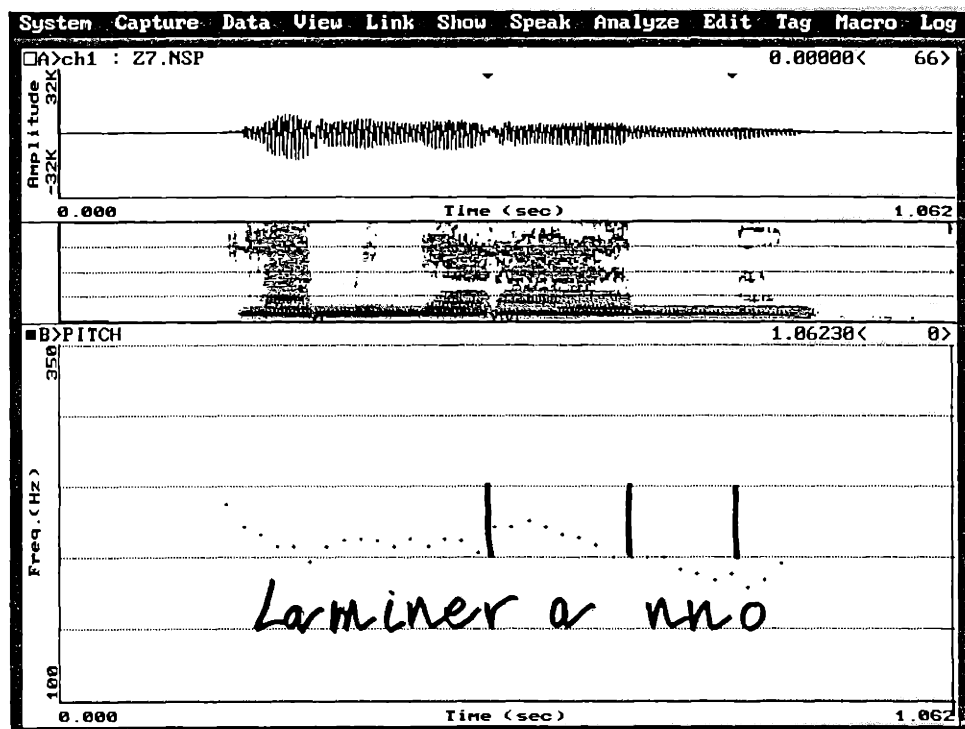 System Capture Data View Link Show Speak Analyze Edit Tag Macro Log
□A>ch1 : Z7.NSP 0.00000< 66>
Amplitude
32K
-32K
0.000 Time (sec) 1.062
■B>PITCH 1.06230< 0>
350
Freq.(Hz)
Laminer a nno
100
0.000 Time (sec) 1.062